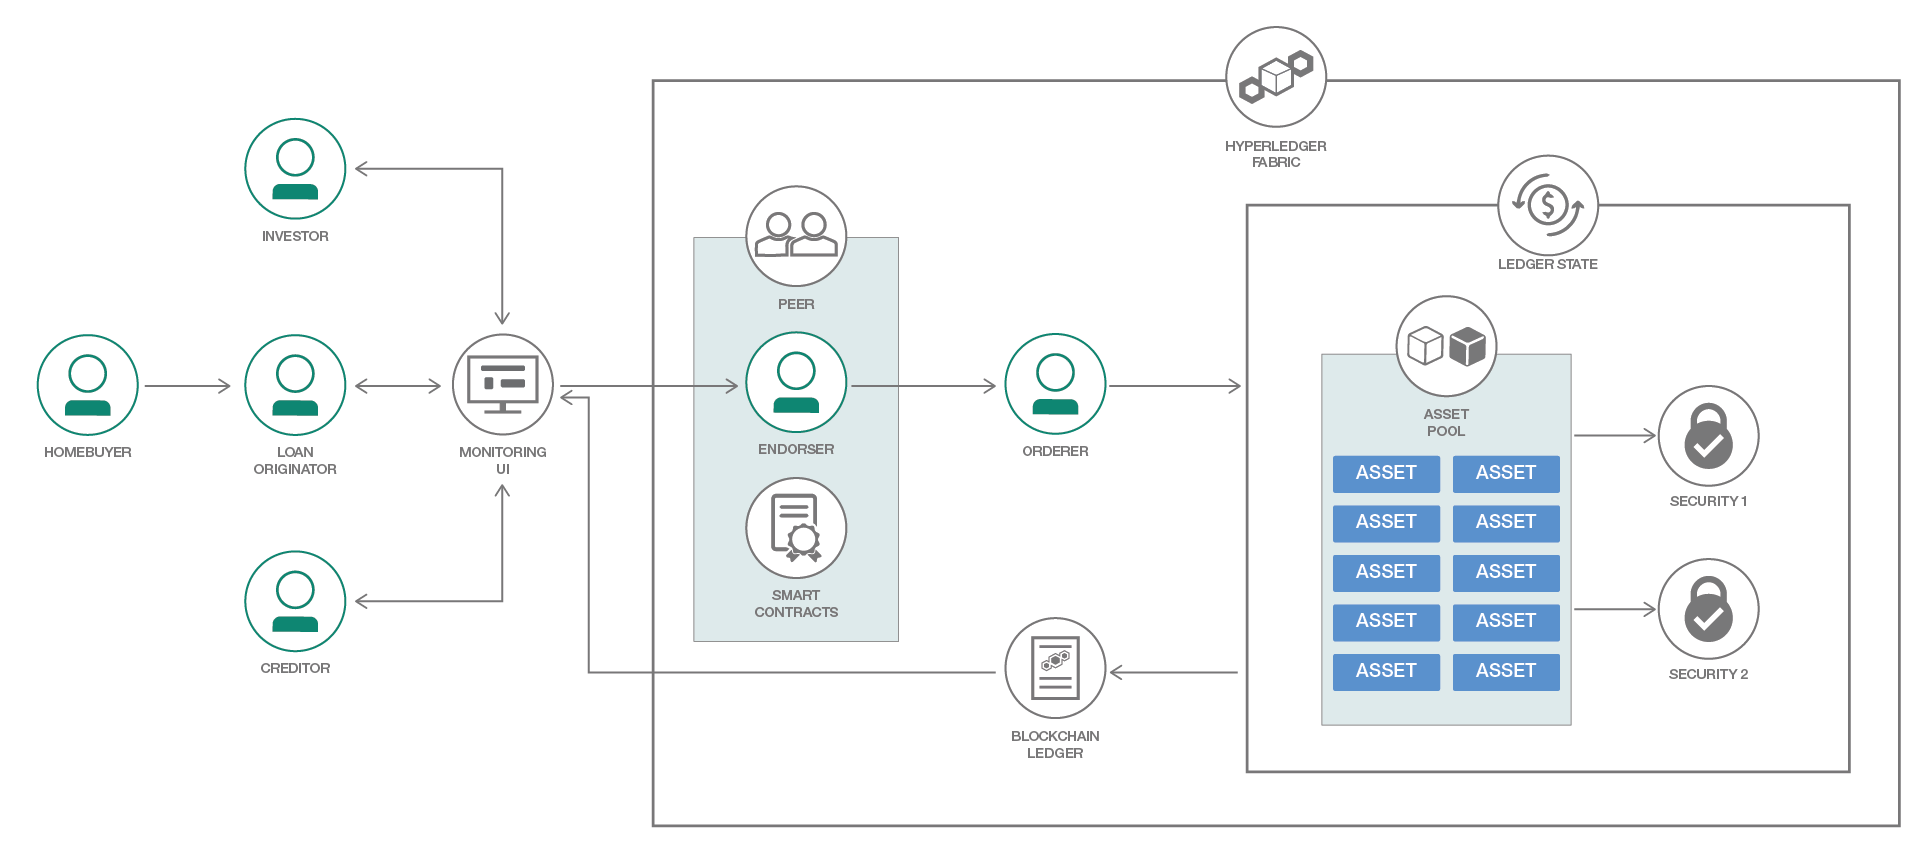 HYPERLEDGER
FABRIC
INVESTOR
LEDGER STATE
PEER
HOMEBUYER
LOAN
ORIGINATOR
MONITORING
UI
ENDORSER
ORDERER
ASSET
POOL
ASSET
ASSET
ASSET
ASSET
ASSET
ASSET
ASSET
ASSET
ASSET
ASSET
SECURITY 1
SMART
CONTRACTS
CREDITOR
SECURITY 2
BLOCKCHAIN
LEDGER